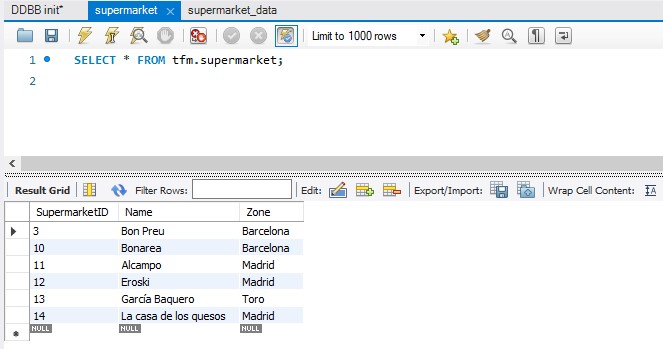 DDBB init* supermarket supermarket_data
Limit to 1000 rows
1 SELECT * FROM tfm.supermarket;
2
Result Grid Filter Rows: Edit: Export/Import: Wrap Cell Content: IA
SupermarketID Name Zone
3 Bon Preu Barcelona
10 Bonarea Barcelona
11 Alcampo Madrid
12 Eroski Madrid
13 García Baquero Toro
14 La casa de los quesos Madrid
NULL NULL NULL